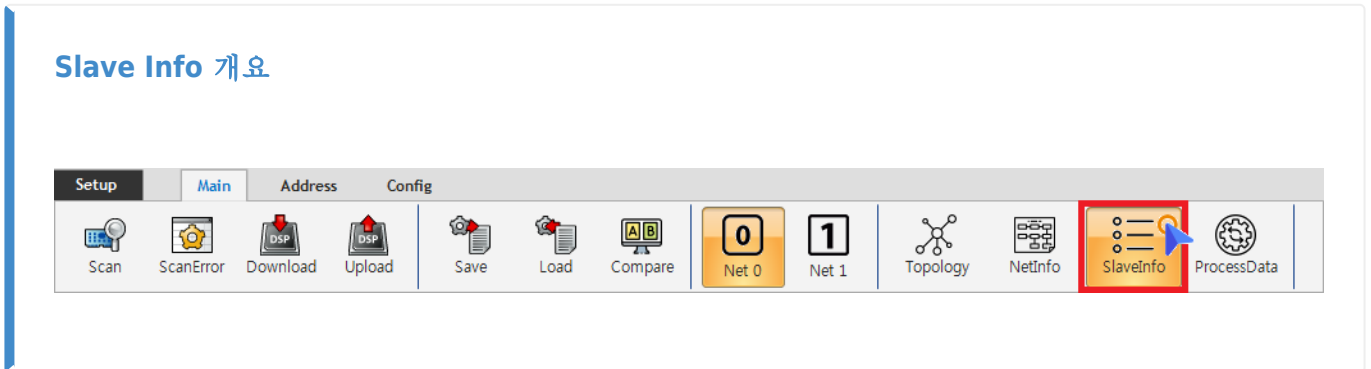 Slave Info 개요
Setup Main Address Config
DSP DSP A B 0 1
Scan ScanError Download Upload Save Load Compare Net 0 Net 1 Topology NetInfo SlaveInfo ProcessData